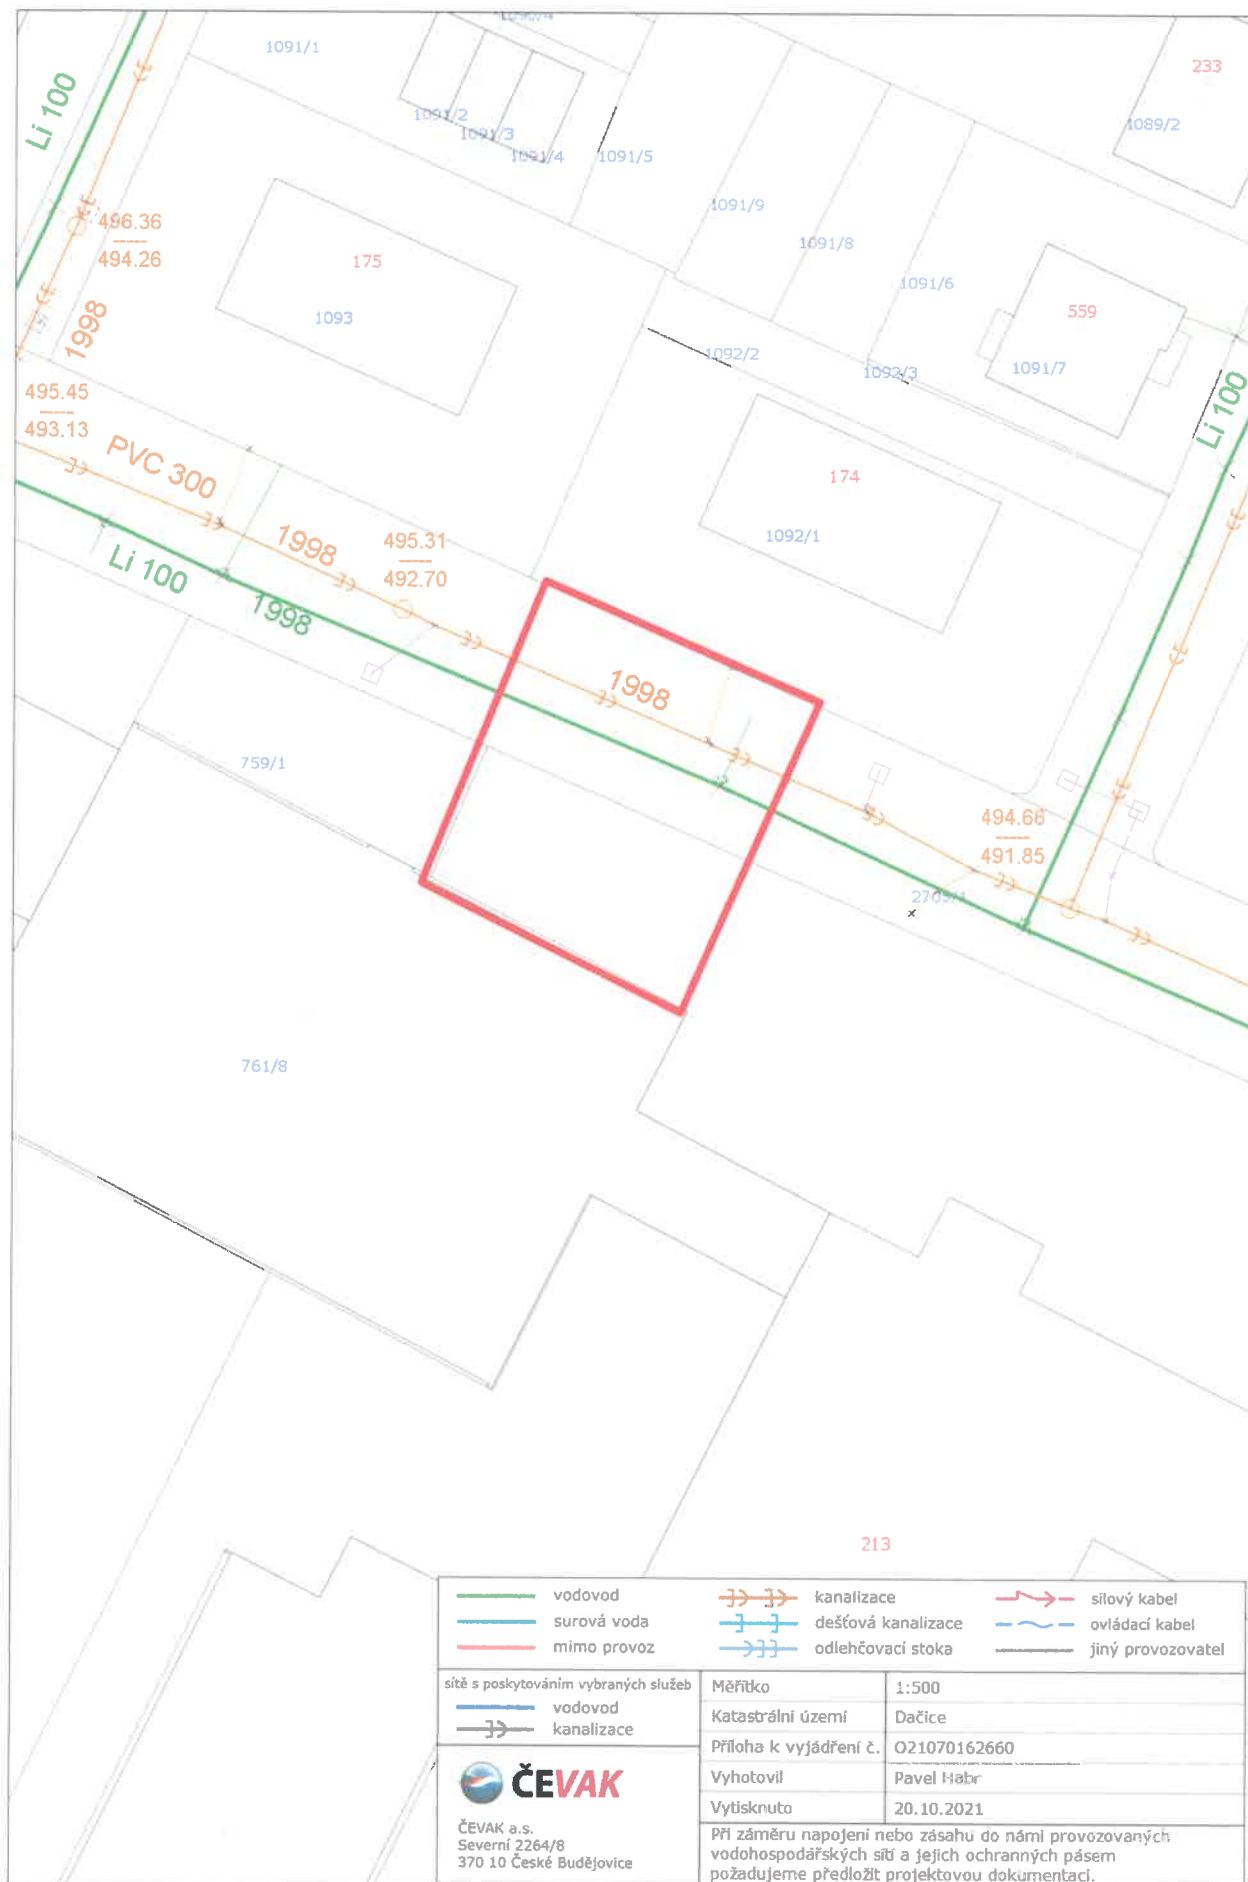 1091/1
233
Li 100
1091/2
1089/2
1091/3
1091/4
1091/5
1091/9
496.36
494.26
1091/8
175
1091/6
1093
559
1998
1092/2
1091/7
1092/3
495.45
493.13
Li 100
PVC 300
174
1998
495.31
492.70
1092/1
Li 100
1998
1998
759/1
494.66
491.85
761/8
213
vodovod
surová voda
mimo provoz
kanalizace
dešťová kanalizace
odlehčovací stoka
silový kabel
ovládací kabel
jiný provozovatel
sítě s poskytováním vybraných služeb
vodovod
kanalizace
Měřítko 1:500
Katastrální území Dačice
Příloha k vyjádření č. O21070162660
Vyhotovil Pavel Habr
Vytisknuto 20.10.2021
ČEVAK
ČEVAK a.s.
Severní 2264/8
370 10 České Budějovice
Při záměru napojení nebo zásahu do námi provozovaných
vodohospodářských sítí a jejich ochranných pásem
požadujeme předložit projektovou dokumentaci.